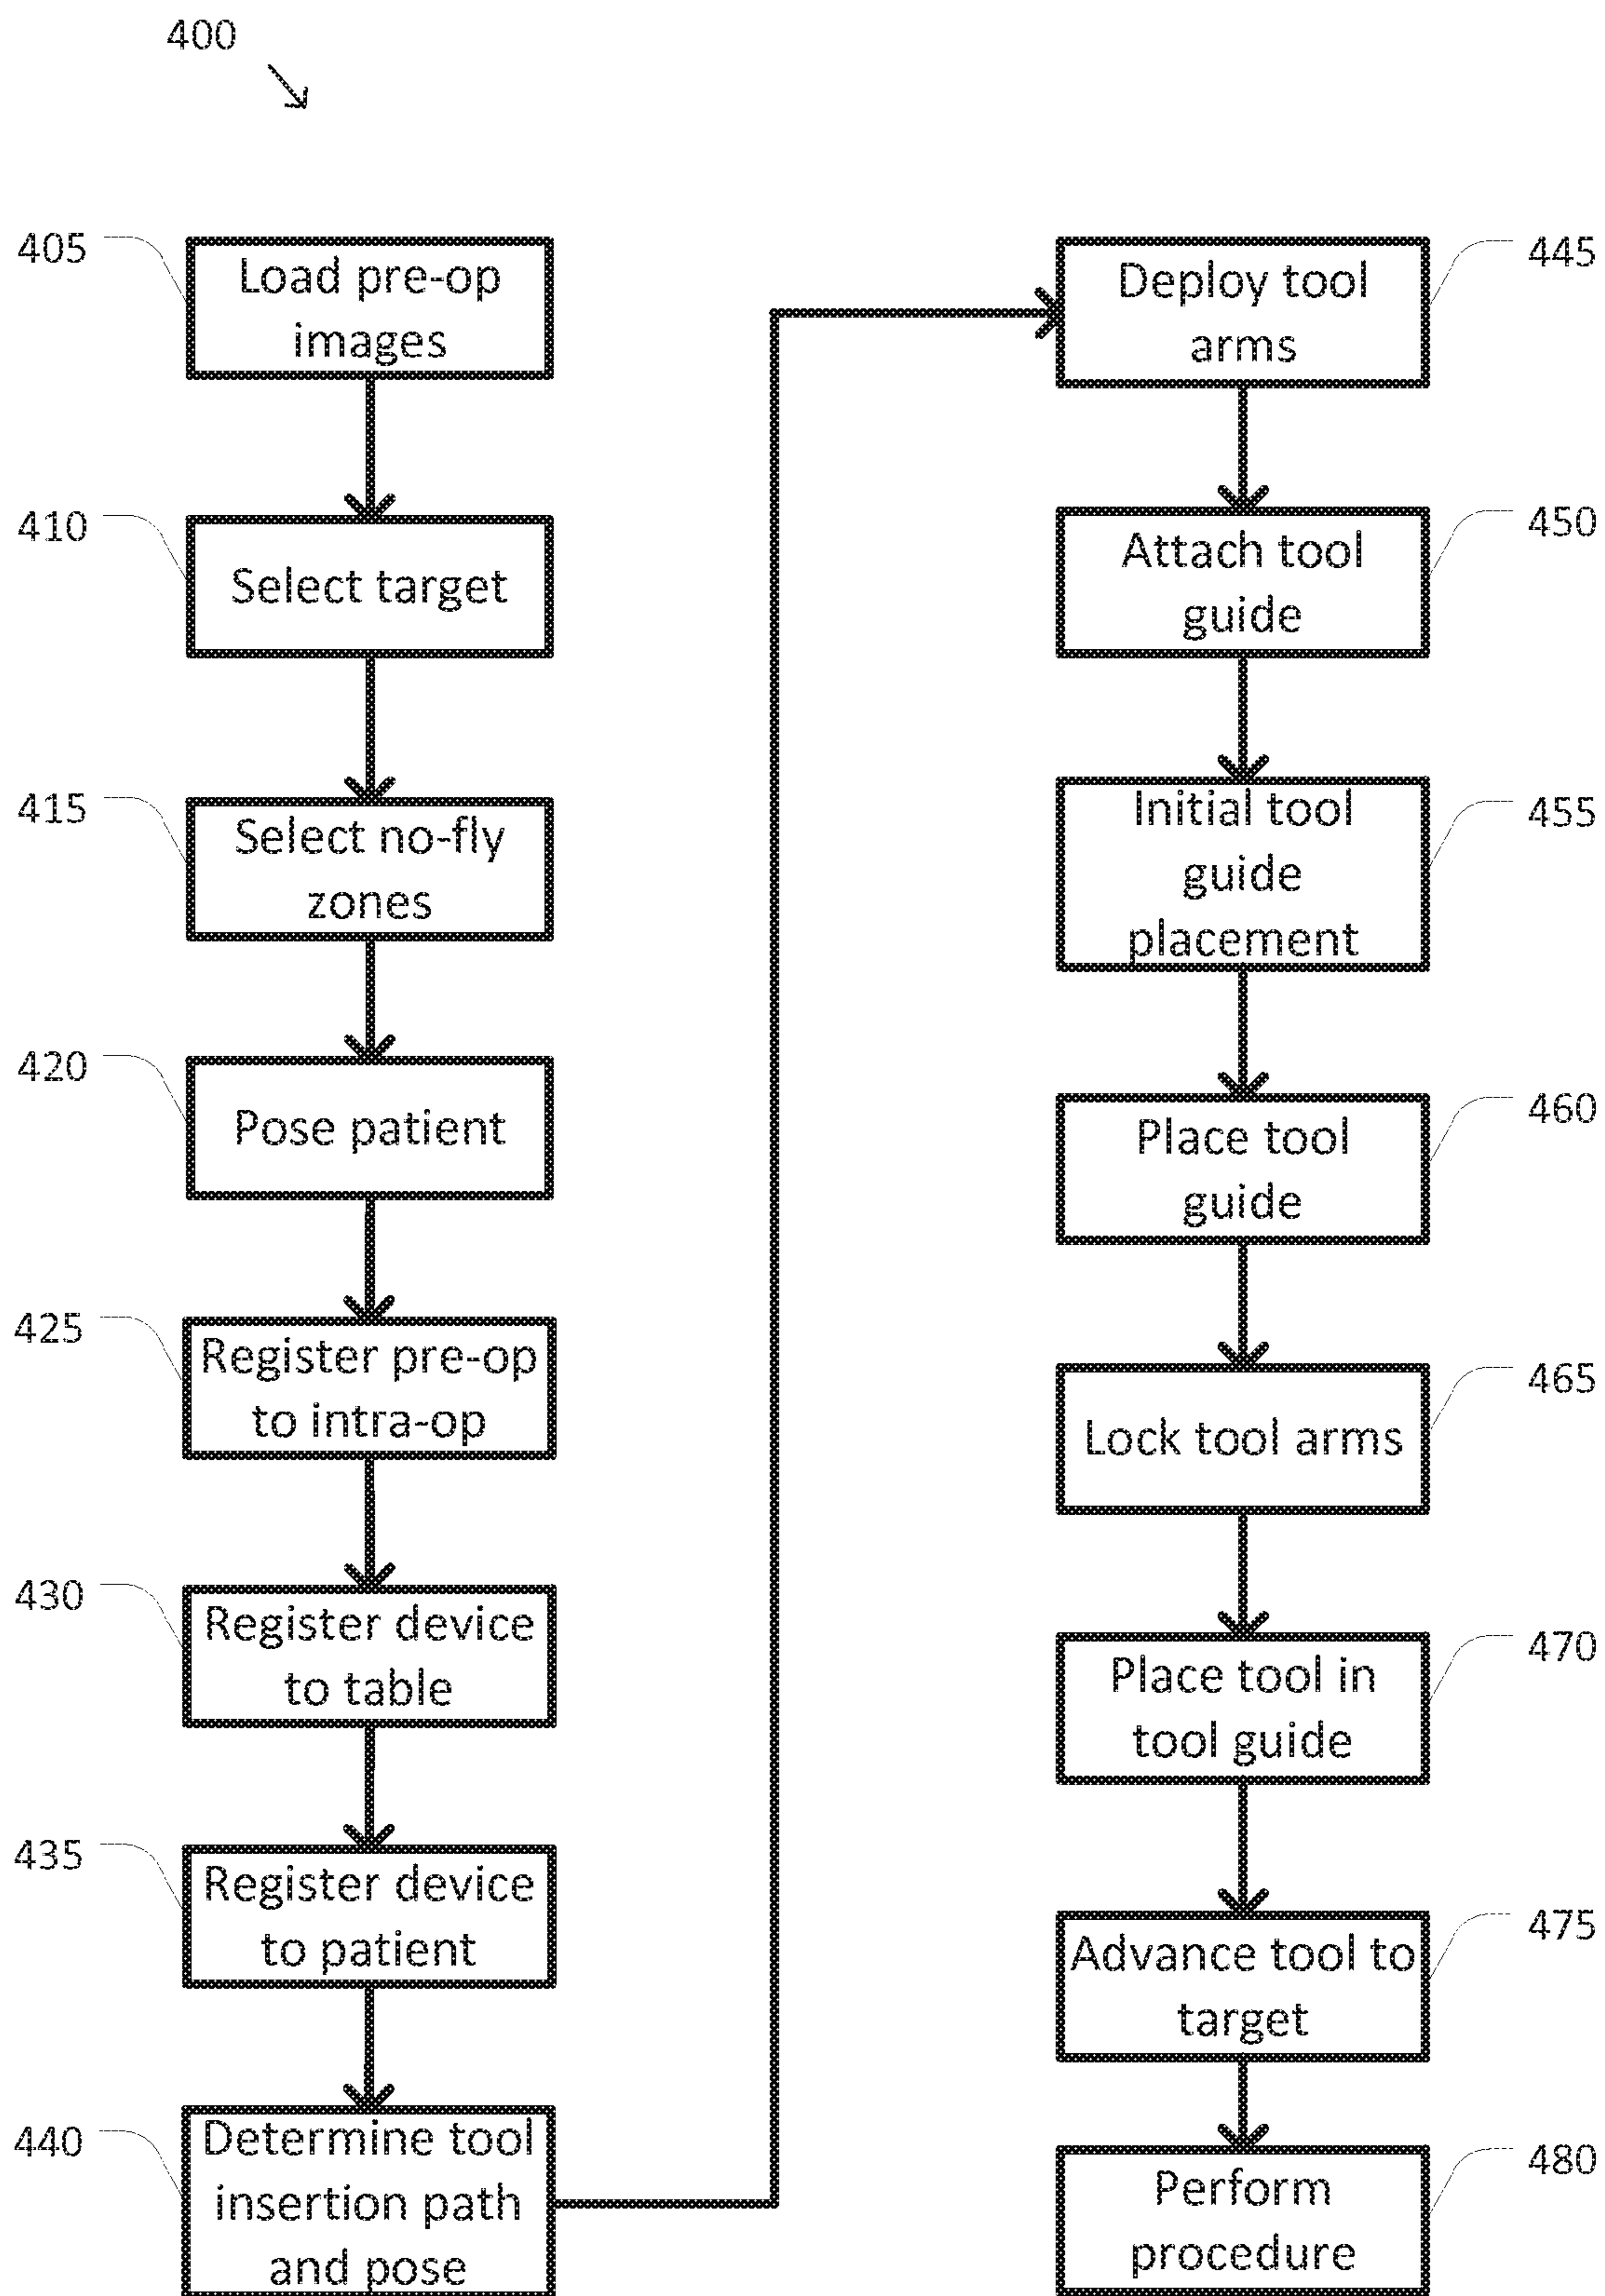 400
405
Load pre-op
images
410
Select target
415
Select no-fly
zones
420
Pose patient
425
Register pre-op
to intra-op
430
Register device
to table
435
Register device
to patient
440
Determine tool
insertion path
and pose
445
Deploy tool
arms
450
Attach tool
guide
455
Initial tool
guide
placement
460
Place tool
guide
465
Lock tool arms
470
Place tool in
tool guide
475
Advance tool to
target
480
Perform
procedure